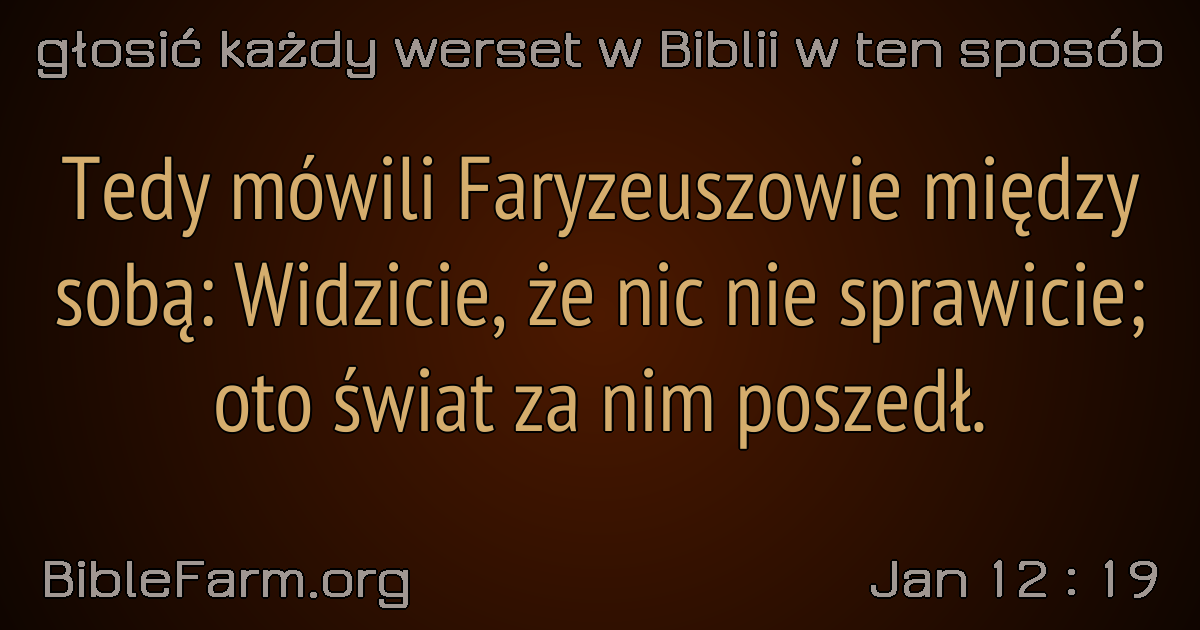 głosić każdy werset w Biblii w ten sposób
Tedy mówili Faryzeuszowie między
sobą: Widzicie, że nic nie sprawicie;
oto świat za nim poszedł.
BibleFarm.org
Jan 12 : 19